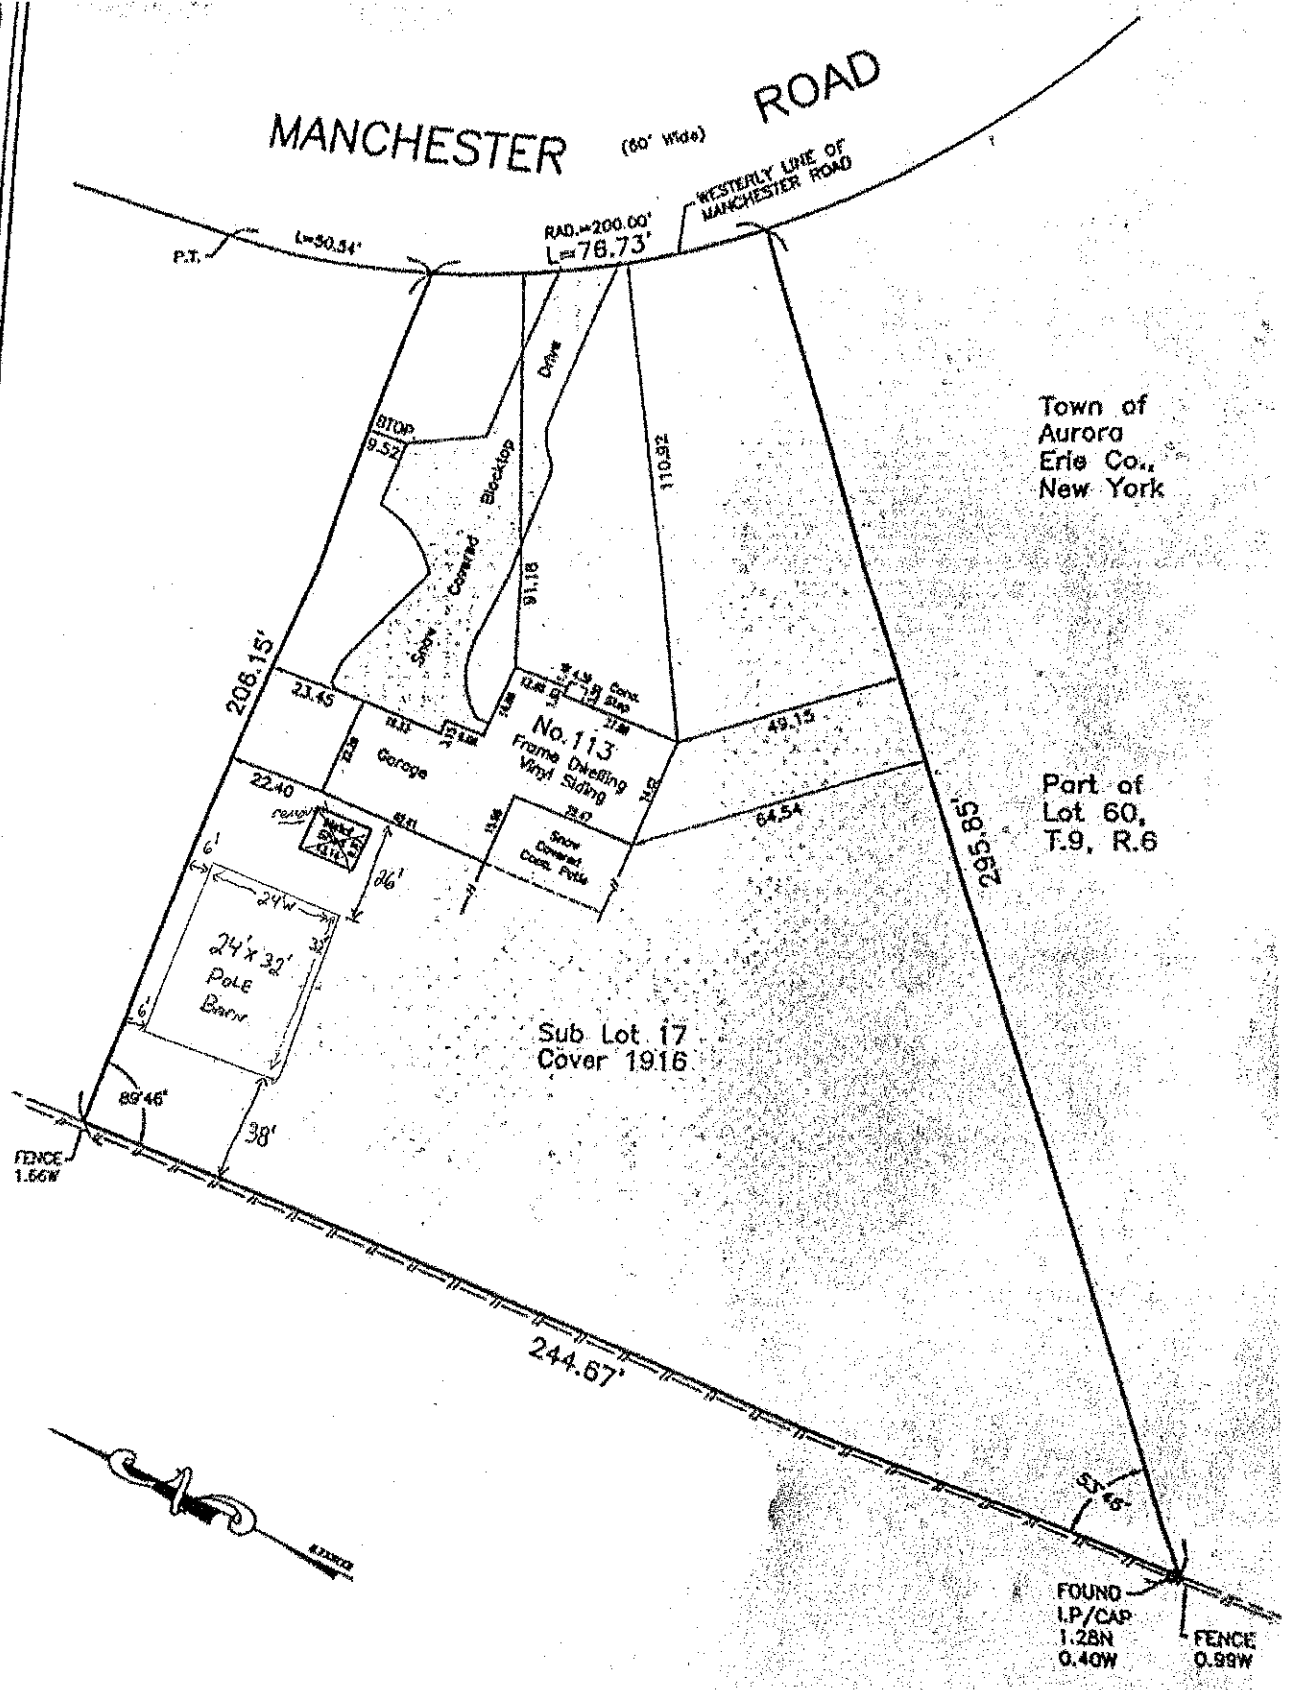 MANCHESTER ROAD
(60' Wide)
WESTERLY LINE OF
MANCHESTER ROAD
P.T.
L=50.54'
RAD.=200.00'
L=76.73'
BTOP
9.52
Drive
Blacktop
Covered
Snow
110.92
91.18
Town of
Aurora
Erie Co.,
New York
208.15'
23.45
Conc.
Step
No. 113
Frame Dwelling
Vinyl Siding
Garage
49.15
22.40
64.54
295.85'
Part of
Lot 60,
T.9, R.6
Snow
Covered
Conc. Patio
6'
26'
24'W
32'
24' x 32'
Pole
Barn
6'
Sub Lot 17
Cover 1916
89°46'
38'
FENCE
1.56W
244.67'
53°46'
FOUND
I.P/CAP
1.28N
0.40W
FENCE
0.99W